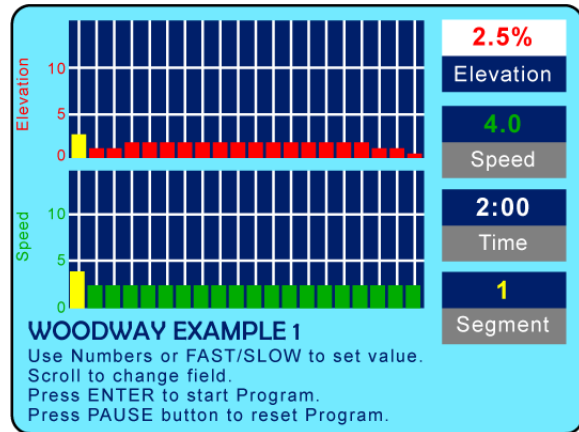 Elevation
10
5
0
2.5%
Elevation
4.0
Speed
Speed
10
5
0
2:00
Time
1
Segment
WOODWAY EXAMPLE 1
Use Numbers or FAST/SLOW to set value.
Scroll to change field.
Press ENTER to start Program.
Press PAUSE button to reset Program.